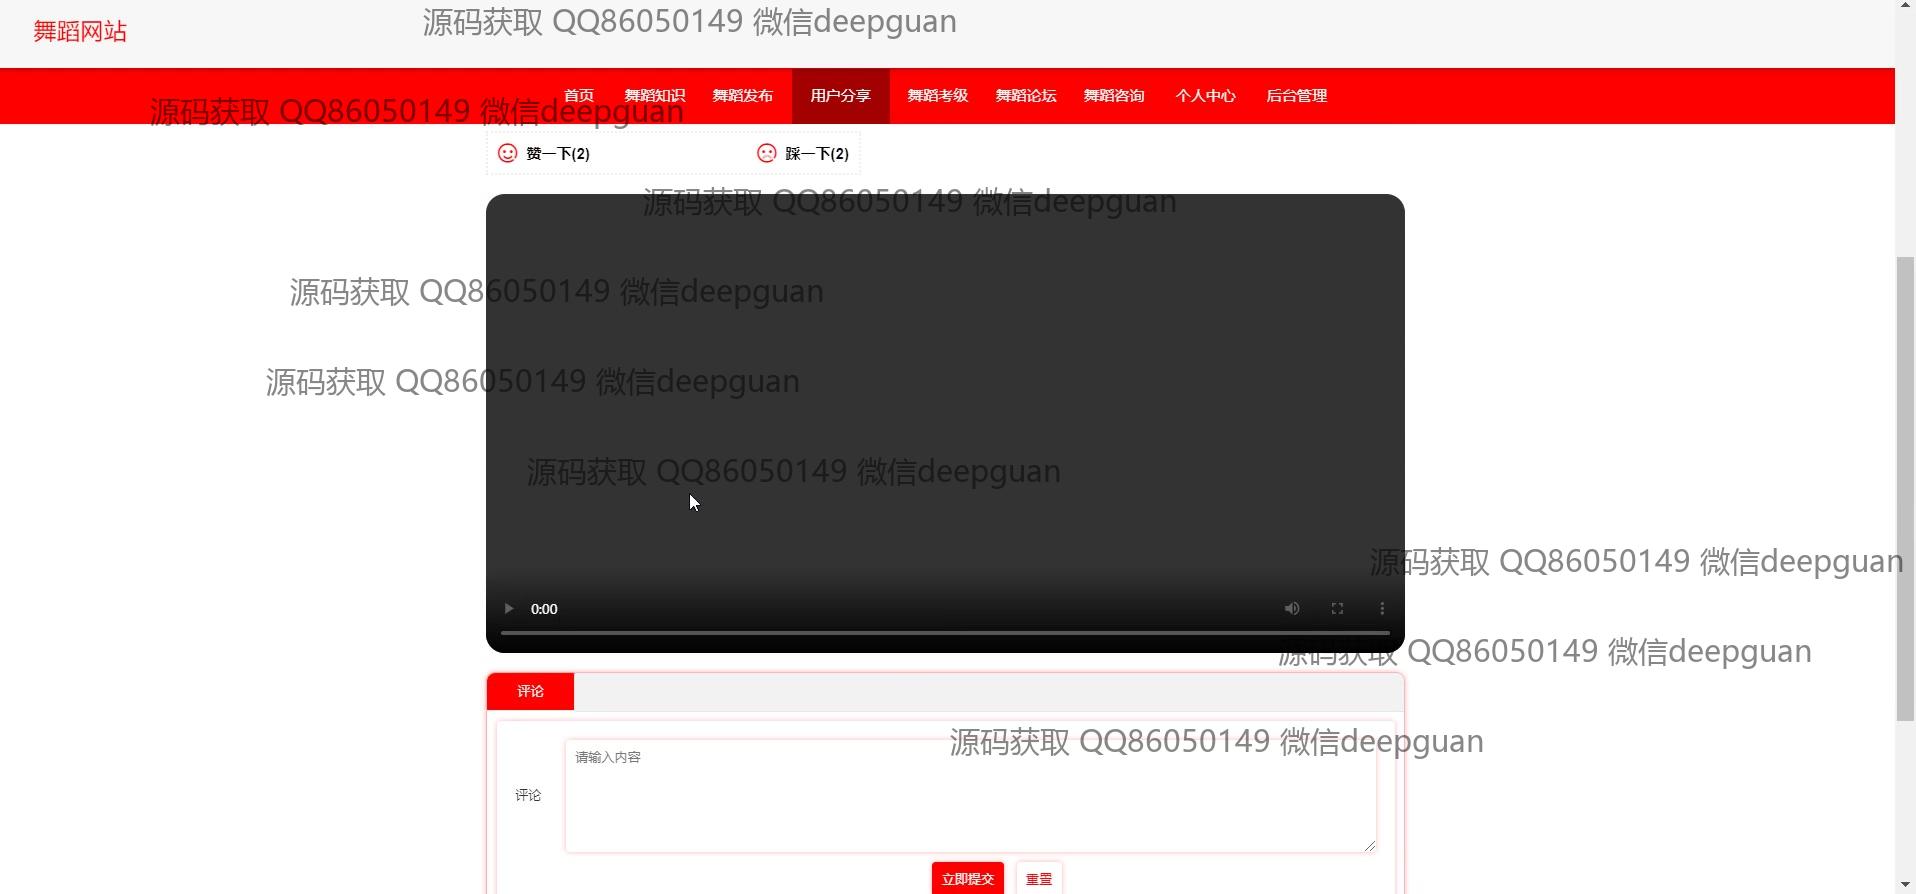 源码获取 QQ86050149 微信deepguan
舞蹈网站
首页 舞蹈知识 舞蹈发布 用户分享 舞蹈考级 舞蹈论坛 舞蹈咨询 个人中心 后台管理
源码获取 QQ86050149 微信deepguan
赞一下(2) 踩一下(2)
源码获取 QQ86050149 微信deepguan
源码获取 QQ86050149 微信deepguan
源码获取 QQ86050149 微信deepguan
源码获取 QQ86050149 微信deepguan
源码获取 QQ86050149 微信deepguan
0:00
源码获取 QQ86050149 微信deepguan
评论
源码获取 QQ86050149 微信deepguan
请输入内容
评论
立即提交 重置